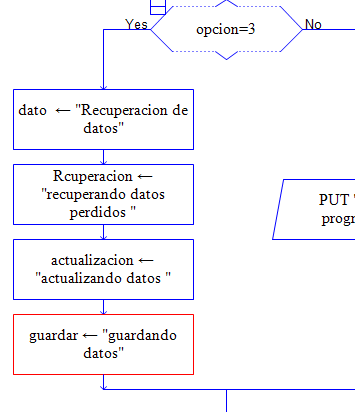 Yes
opcion=3
No
dato ← "Recuperacion de
datos"
Rcuperacion ←
"recuperando datos
perdidos "
PUT "
progr
actualizacion ←
"actualizando datos "
guardar ← "guardando
datos"